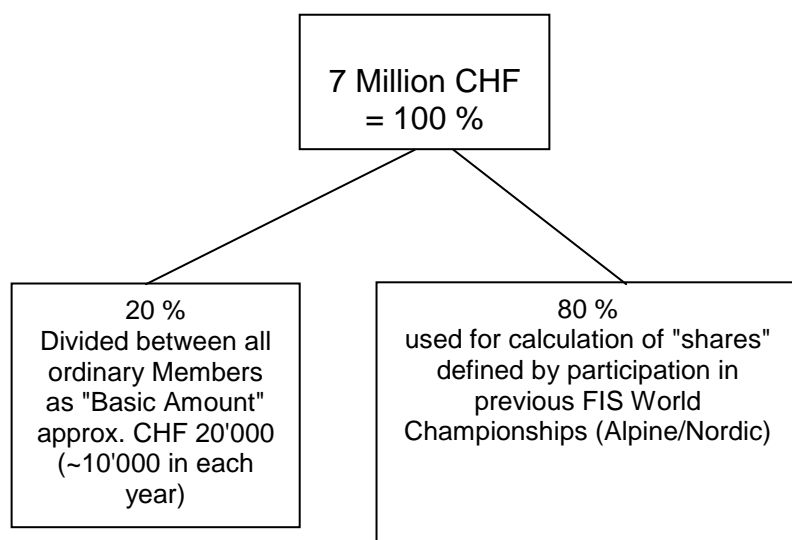 7 Million CHF
= 100 %
20 %
Divided between all
ordinary Members
as "Basic Amount"
approx. CHF 20'000
(~10'000 in each
year)
80 %
used for calculation of "shares"
defined by participation in
previous FIS World
Championships (Alpine/Nordic)